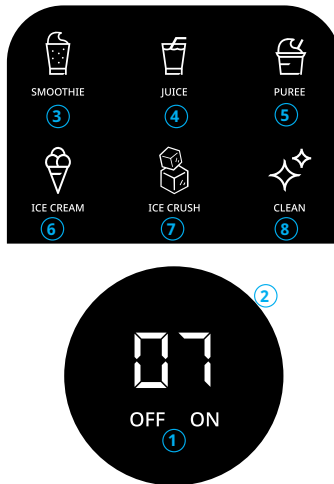 SMOOTHIE JUICE PUREE
3 4 5
ICE CREAM ICE CRUSH CLEAN
6 7 8
2
07
OFF ON
1